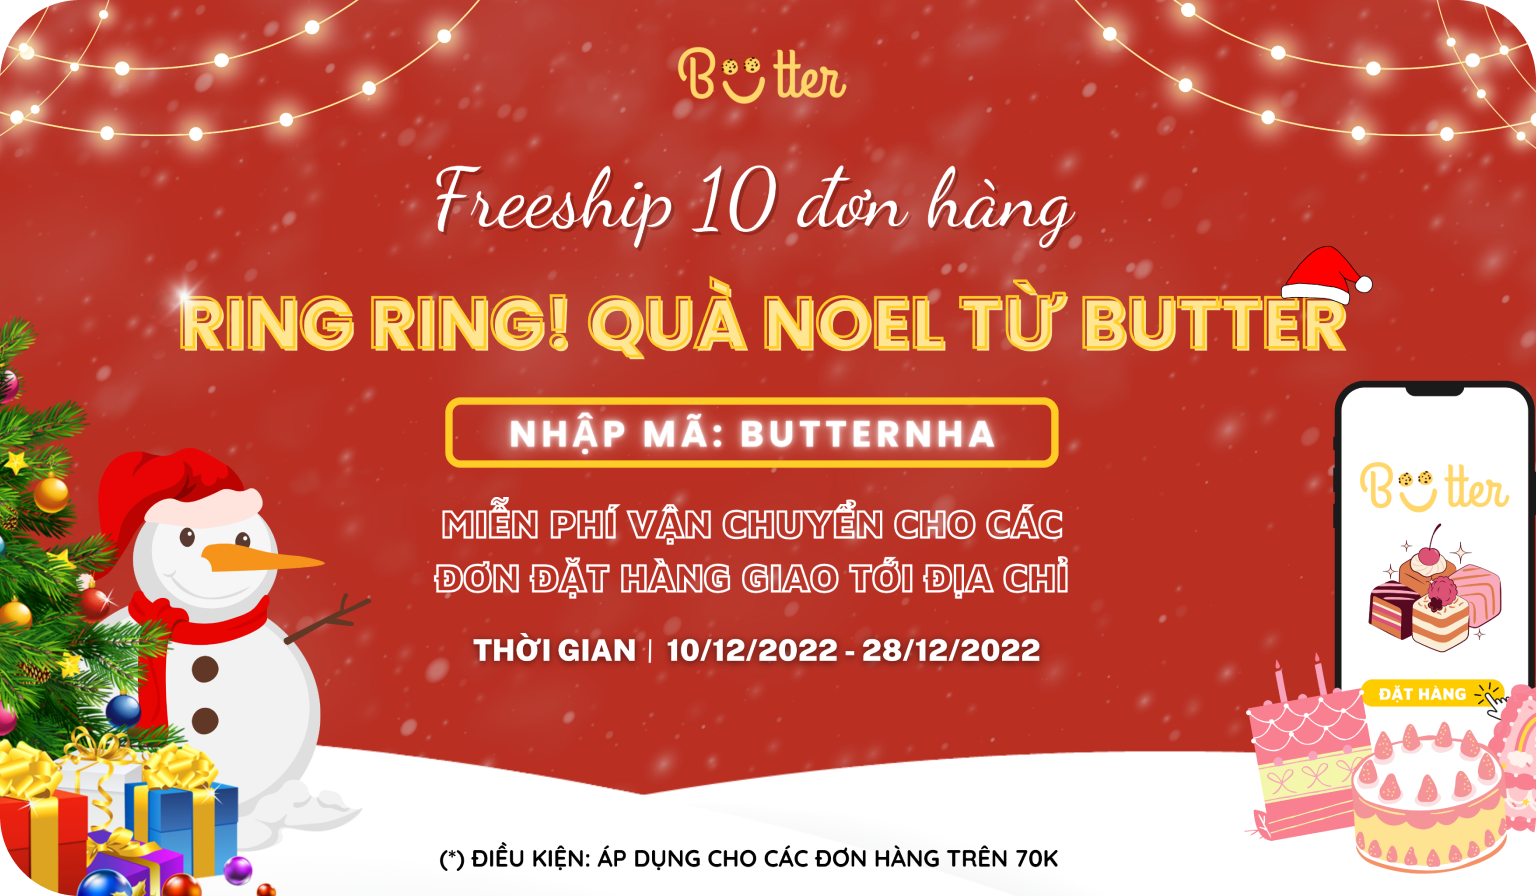 Butter
Freeship 10 đơn hàng
RING RING! QUÀ NOEL TỪ BUTTER
NHẬP MÃ: BUTTERNHA
MIỄN PHÍ VẬN CHUYỂN CHO CÁC
ĐƠN ĐẶT HÀNG GIAO TỚI ĐỊA CHỈ
THỜI GIAN | 10/12/2022 - 28/12/2022
Butter
ĐẶT HÀNG
(*) ĐIỀU KIỆN: ÁP DỤNG CHO CÁC ĐƠN HÀNG TRÊN 70K